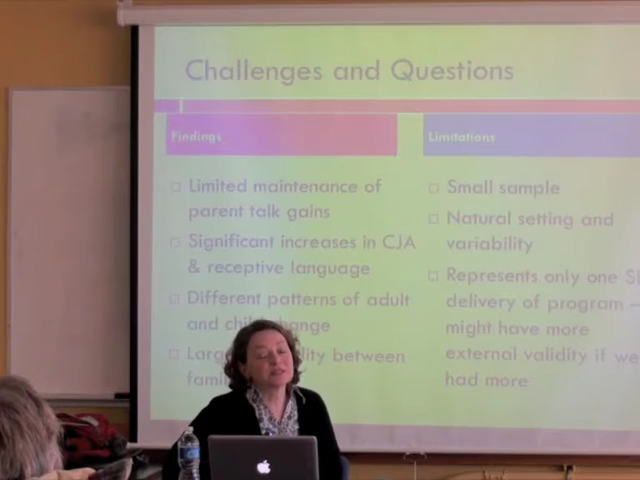 Challenges and Questions
Findings
Limited maintenance of
parent talk gains
Significant increases in CJA
& receptive language
Different patterns of adult
and change
between
Limitations
Small sample
Natural setting and
variability
Represents only one
delivery of program –
might have more
external validity if we
had more